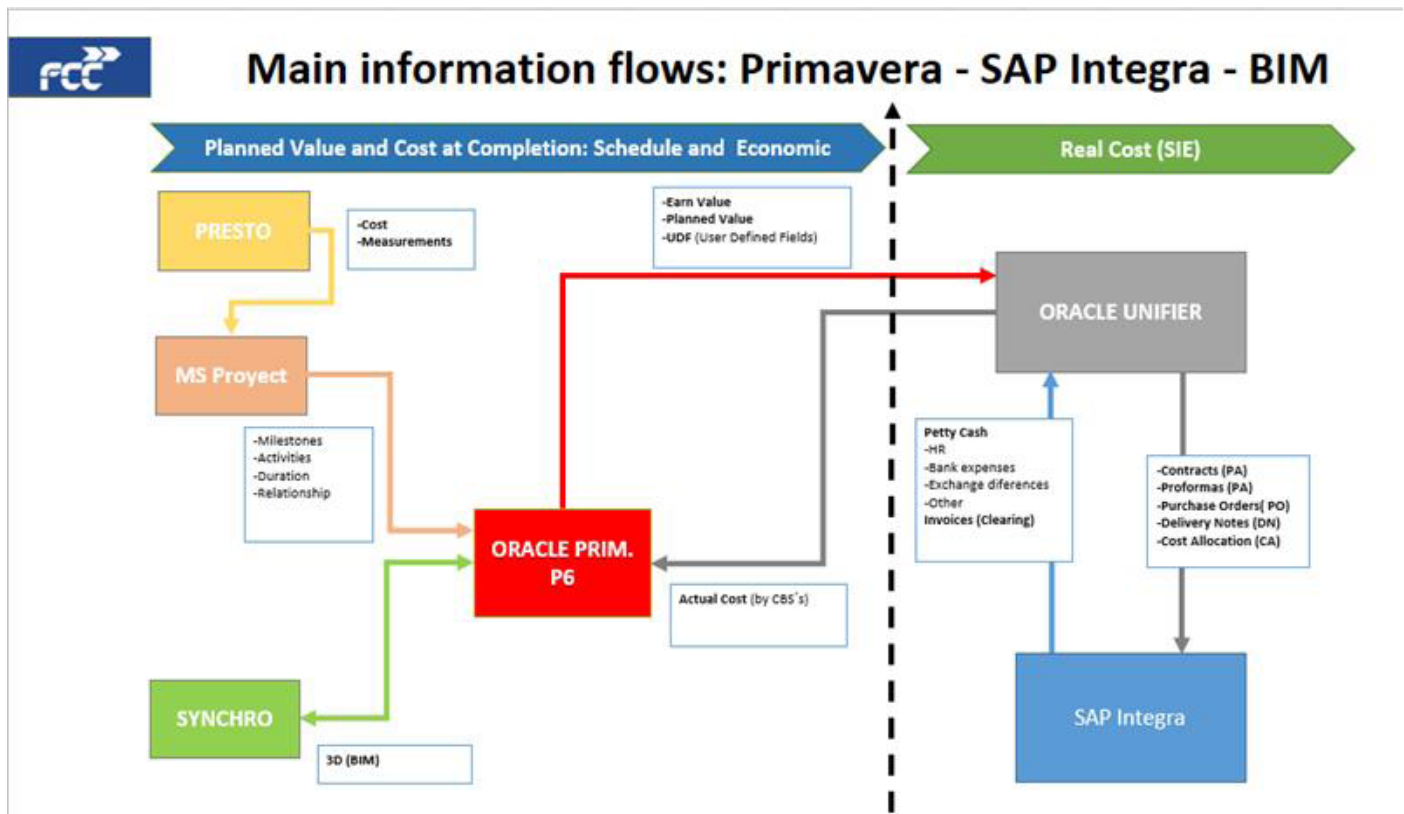 FCC
Main information flows: Primavera - SAP Integra - BIM
Planned Value and Cost at Completion: Schedule and Economic
Real Cost (SIE)
PRESTO
-Cost
-Measurements
-Earn Value
-Planned Value
-UDF (User Defined Fields)
ORACLE UNIFIER
MS Proyect
-Milestones
-Activities
-Duration
-Relationship
Petty Cash
-HR
-Bank expenses
-Exchange diferences
-Other
Invoices (Clearing)
-Contracts (PA)
-Proformas (PA)
-Purchase Orders( PO)
-Delivery Notes (DN)
-Cost Allocation (CA)
ORACLE PRIM.
P6
Actual Cost (by CBS´s)
SYNCHRO
3D (BIM)
SAP Integra